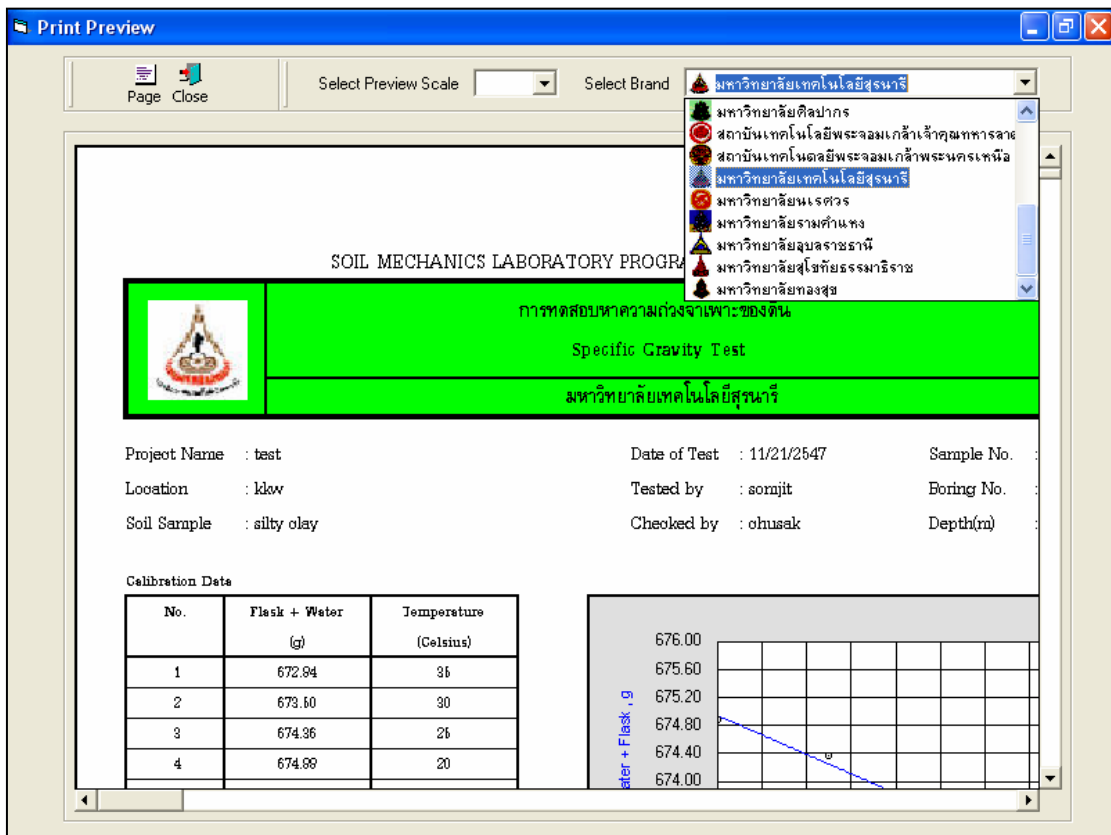 Print Preview
Page Close
Select Preview Scale
Select Brand มหาวิทยาลัยเทคโนโลยีสุรนารี
มหาวิทยาลัยศิลปากร
สถาบันเทคโนโลยีพระจอมเกล้าเจ้าคุณทหารลาด
สถาบันเทคโนตลยีพระจอมเกล้าพระนครเหนือ
มหาวิทยาลัยเทคโนโลยีสุรนารี
มหาวิทยาลัยนเรศวร
มหาวิทยาลัยรามคำแหง
มหาวิทยาลัยอุบลราชธานี
มหาวิทยาลัยสุโขทัยธรรมาธิราช
มหาวิทยาลัยทองสุข
SOIL MECHANICS LABORATORY PROGRA
การทดสอบหาความถ่วงจำเพาะของดิน
Specific Gravity Test
มหาวิทยาลัยเทคโนโลยีสุรนารี
Project Name : test
Date of Test : 11/21/2547
Sample No. :
Location : kkw
Tested by : somjit
Boring No. :
Soil Sample : silty clay
Checked by : chusak
Depth(m) :
Calibration Data
No. Flask + Water (g) Temperature (Celsius)
1 672.94 35
2 673.50 30
3 674.36 25
4 674.99 20
676.00
675.60
675.20
674.80
674.40
674.00
ater + Flask , g